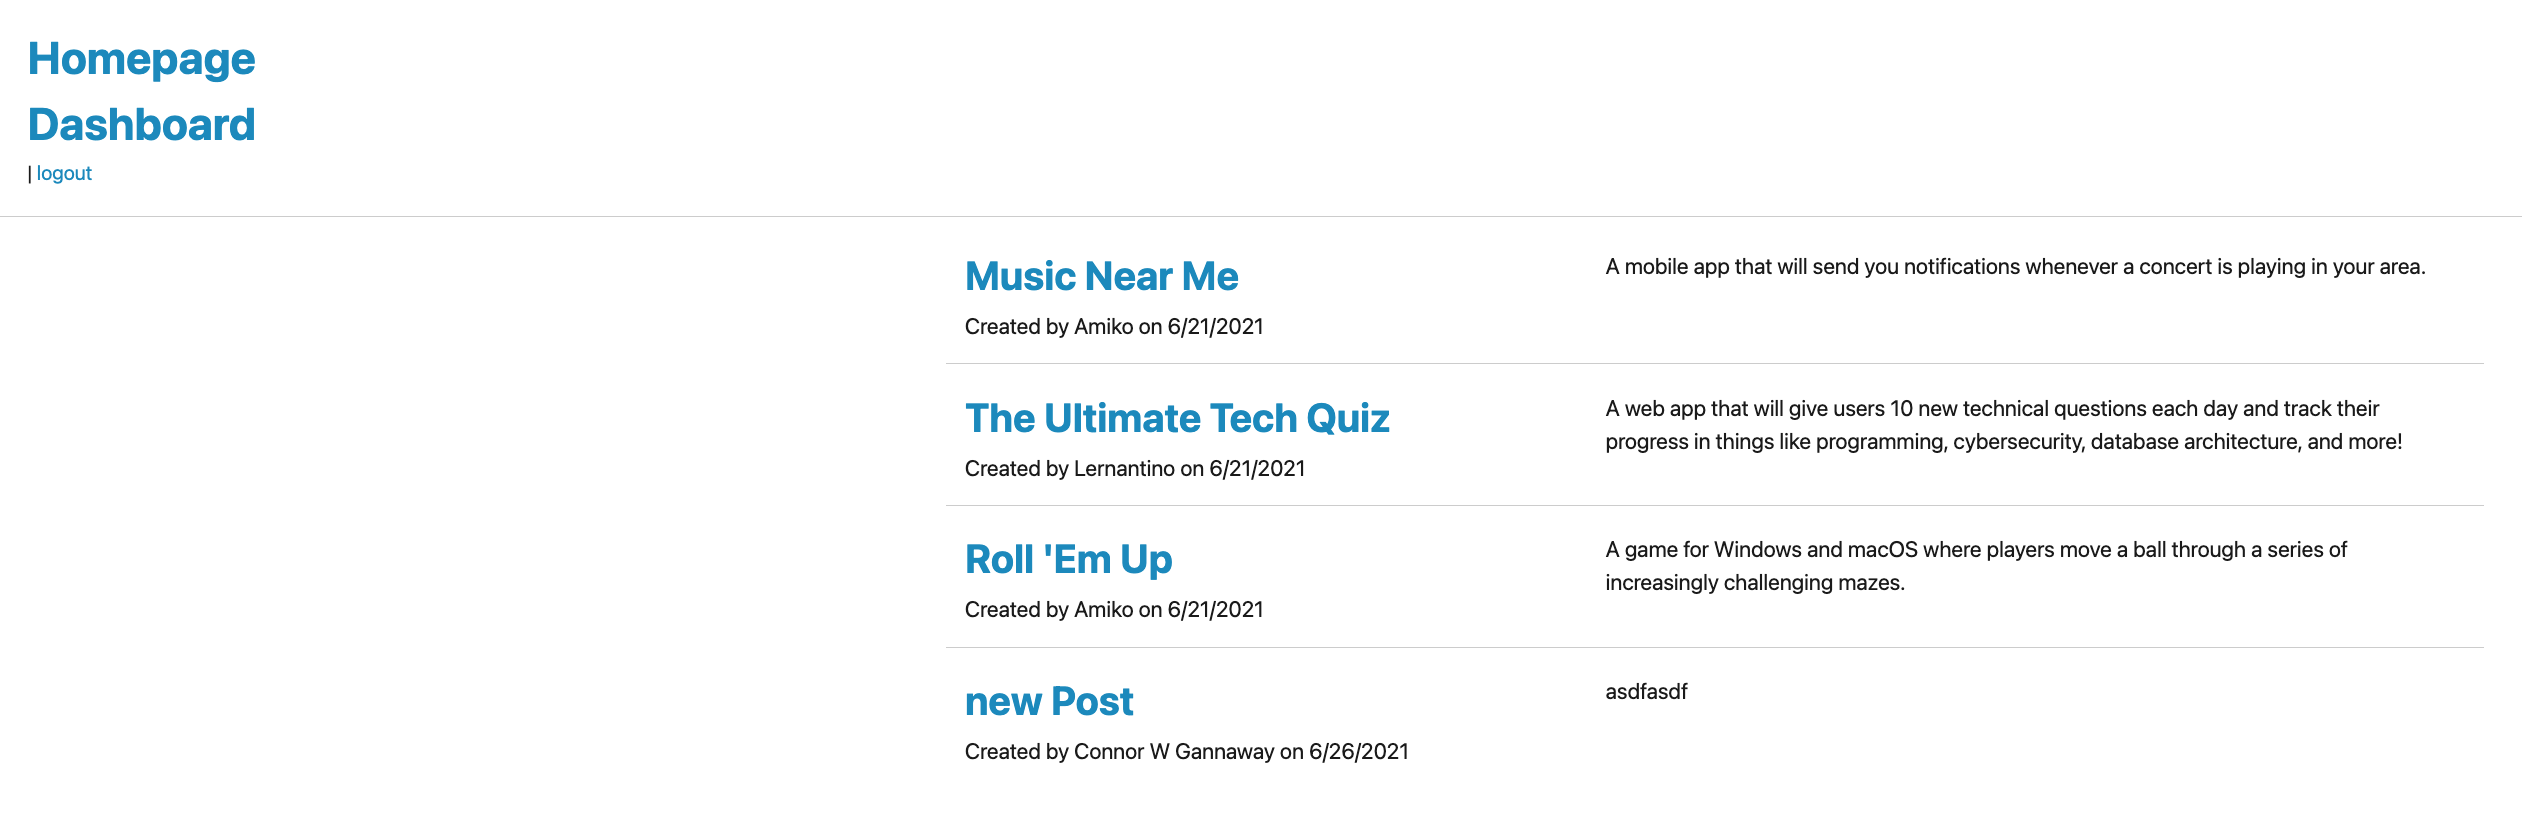 Homepage
Dashboard
| logout
Music Near Me
Created by Amiko on 6/21/2021
A mobile app that will send you notifications whenever a concert is playing in your area.
The Ultimate Tech Quiz
Created by Lernantino on 6/21/2021
A web app that will give users 10 new technical questions each day and track their
progress in things like programming, cybersecurity, database architecture, and more!
Roll 'Em Up
Created by Amiko on 6/21/2021
A game for Windows and macOS where players move a ball through a series of
increasingly challenging mazes.
new Post
Created by Connor W Gannaway on 6/26/2021
asdfasdf